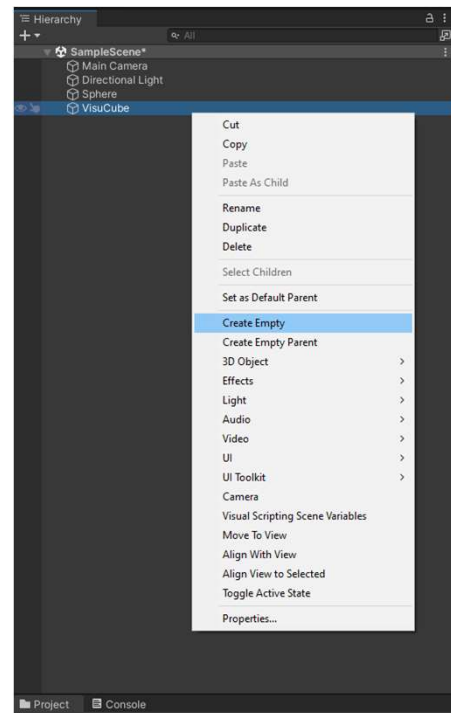 Hierarchy
All
SampleScene*
Main Camera
Directional Light
Sphere
VisuCube
Cut
Copy
Paste
Paste As Child
Rename
Duplicate
Delete
Select Children
Set as Default Parent
Create Empty
Create Empty Parent
3D Object
Effects
Light
Audio
Video
UI
UI Toolkit
Camera
Visual Scripting Scene Variables
Move To View
Align With View
Align View to Selected
Toggle Active State
Properties...
Project Console